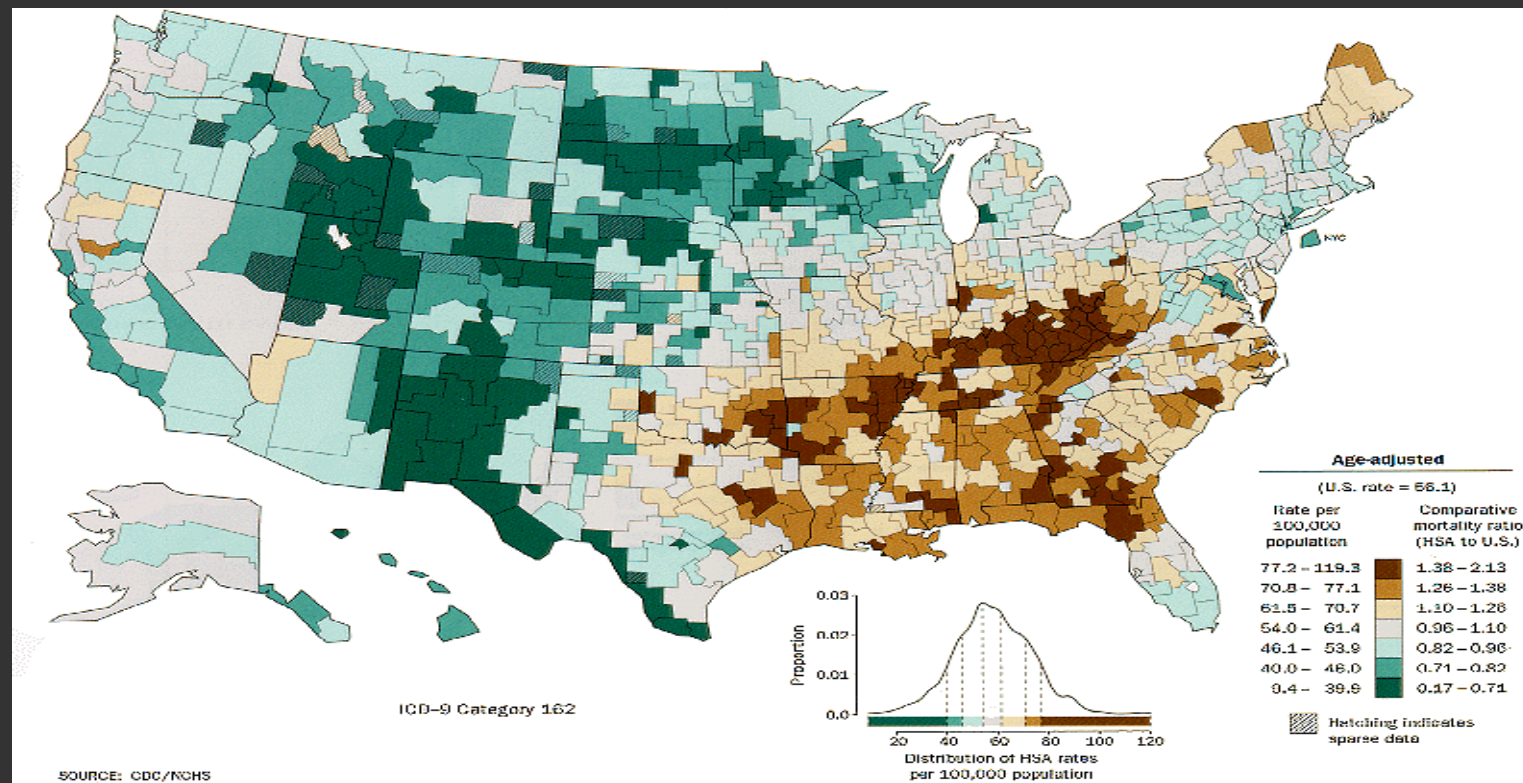 NYC
Age-adjusted
(U.S. rate = 56.1)
Rate per
100,000
population
Comparative
mortality ratio
(HSA to U.S.)
77.2 – 119.3 1.38 – 2.13
70.8 – 77.1 1.26 – 1.38
61.5 – 70.7 1.10 – 1.26
54.0 – 61.4 0.96 – 1.10
46.1 – 53.9 0.82 – 0.96
40.0 – 46.0 0.71 – 0.82
9.4 – 39.9 0.17 – 0.71
Hatching indicates
sparse data
Proportion
0.03
0.02
0.01
0.0
20 40 60 80 100 120
Distribution of HSA rates
per 100,000 population
ICD–9 Category 162
SOURCE: CDC/NCHS